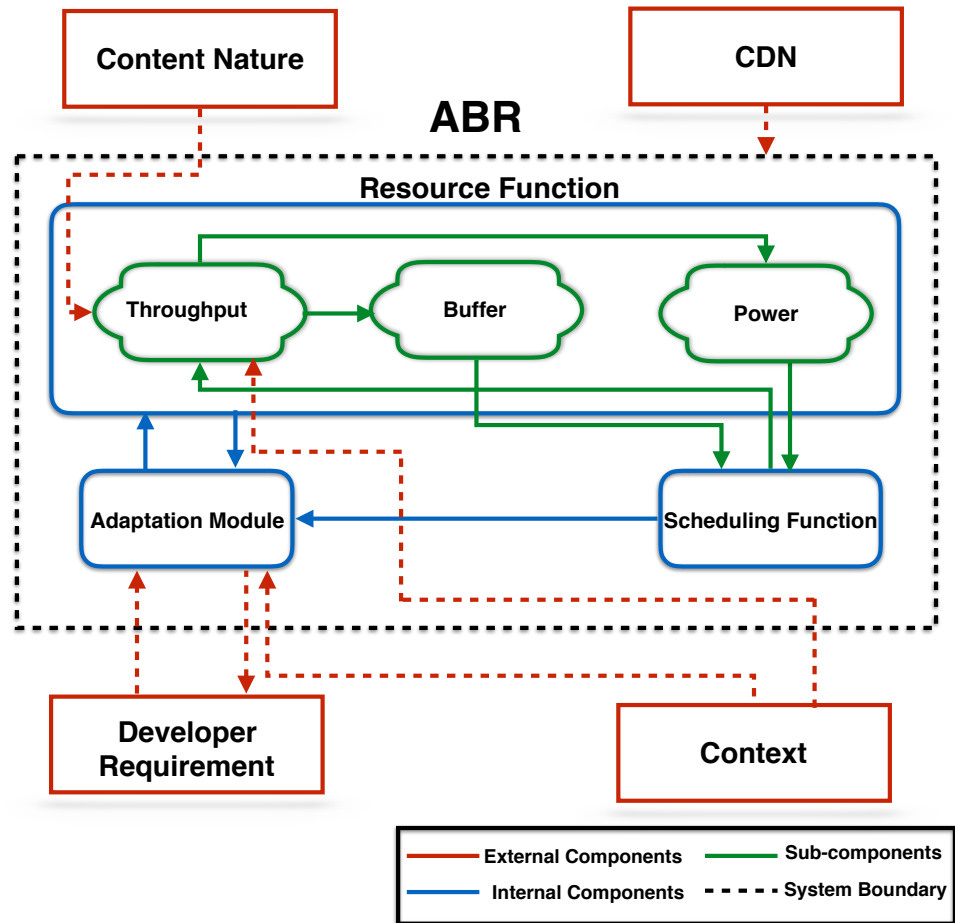 Content Nature
CDN
ABR
Resource Function
Throughput
Buffer
Power
Adaptation Module
Scheduling Function
Developer
Requirement
Context
External Components
Sub-components
Internal Components
System Boundary